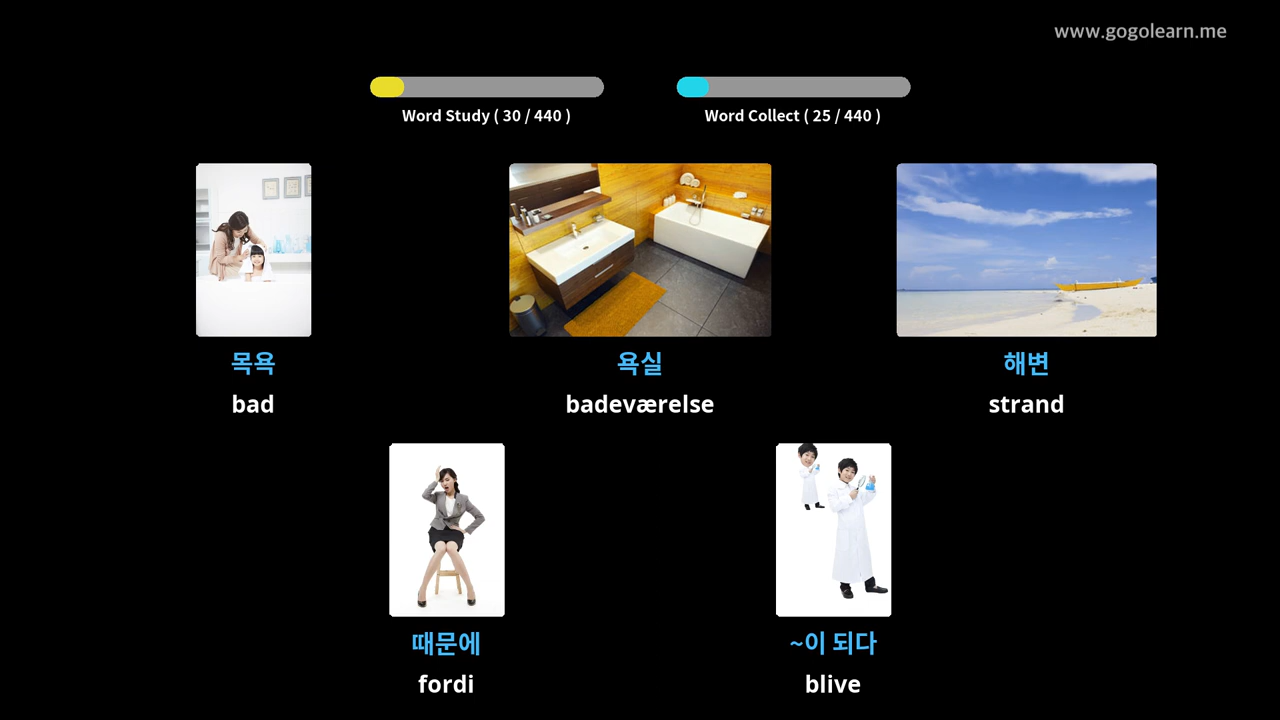 www.gogolearn.me
Word Study ( 30 / 440 )
Word Collect ( 25 / 440 )
목욕
욕실
해변
bad
badeværelse
strand
때문에
~이 되다
fordi
blive